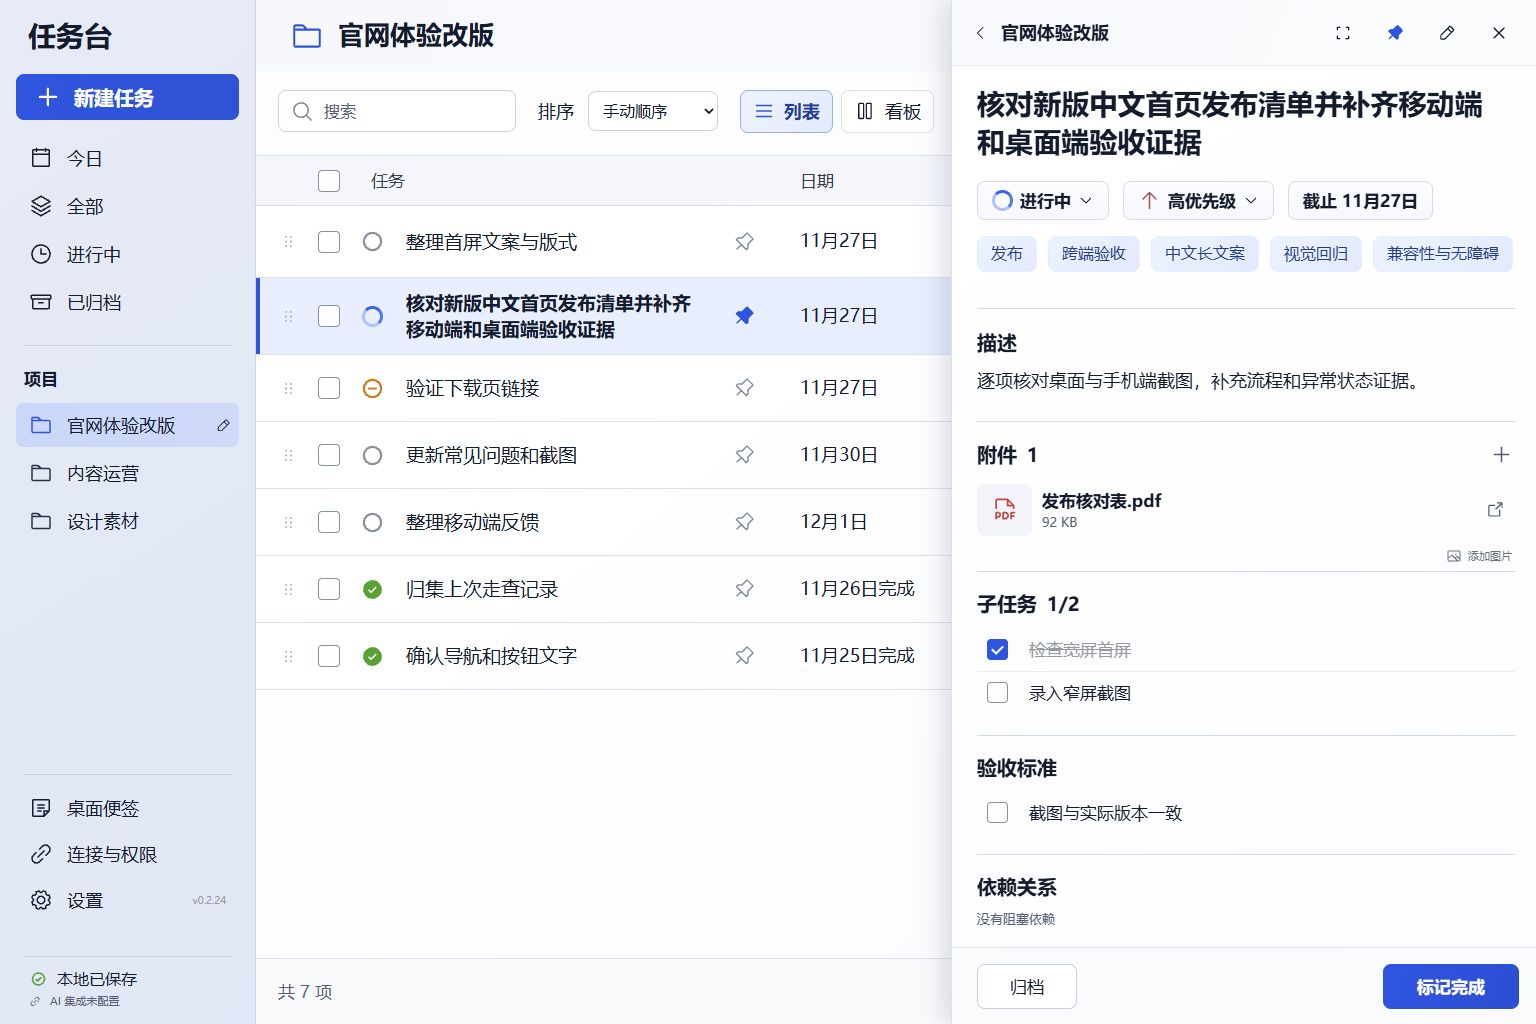 任务台
新建任务
今日
全部
进行中
已归档
项目
官网体验改版
内容运营
设计素材
桌面便签
连接与权限
设置 v0.2.24
本地已保存
AI 集成未配置
官网体验改版
搜索 排序 手动顺序 列表 看板
任务 日期
整理首屏文案与版式 11月27日
核对新版中文首页发布清单并补齐
移动端和桌面端验收证据 11月27日
验证下载页链接 11月27日
更新常见问题和截图 11月30日
整理移动端反馈 12月1日
归集上次走查记录 11月26日完成
确认导航和按钮文字 11月25日完成
共 7 项
官网体验改版
核对新版中文首页发布清单并补齐移动端
和桌面端验收证据
进行中 高优先级 截止 11月27日
发布 跨端验收 中文长文案 视觉回归 兼容性与无障碍
描述
逐项核对桌面与手机端截图，补充流程和异常状态证据。
附件 1
PDF
发布核对表.pdf
92 KB
添加图片
子任务 1/2
检查宽屏首屏
录入窄屏截图
验收标准
截图与实际版本一致
依赖关系
没有阻塞依赖
归档 标记完成